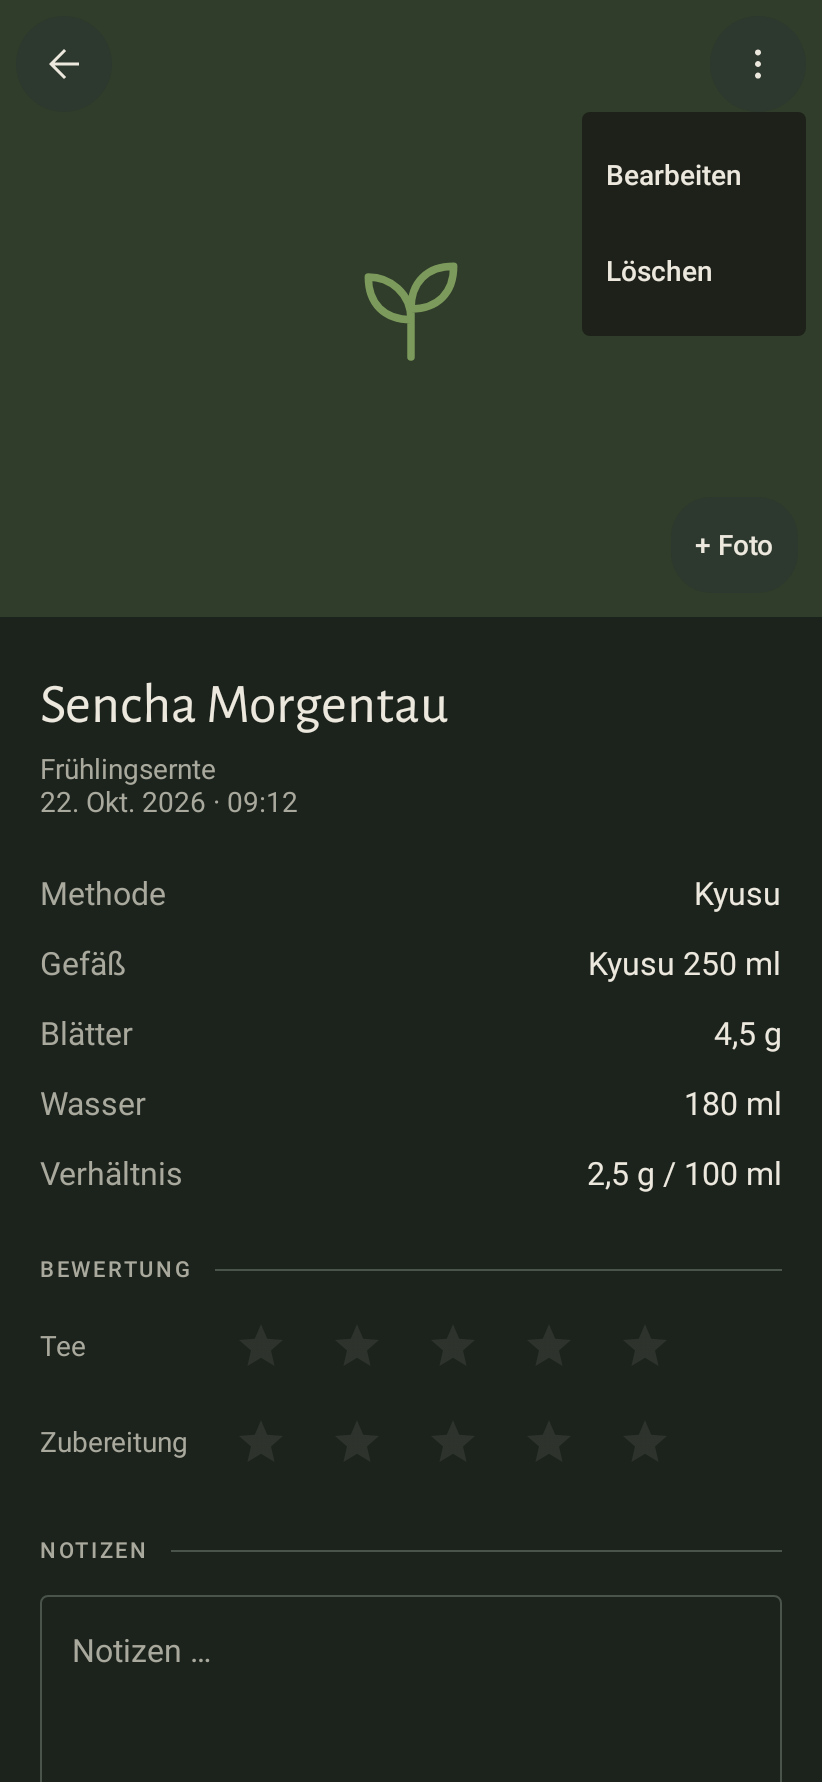 Bearbeiten
Löschen
+ Foto
Sencha Morgentau
Frühlingsernte
22. Okt. 2026 · 09:12
Methode Kyusu
Gefäß Kyusu 250 ml
Blätter 4,5 g
Wasser 180 ml
Verhältnis 2,5 g / 100 ml
BEWERTUNG
Tee
Zubereitung
NOTIZEN
Notizen …